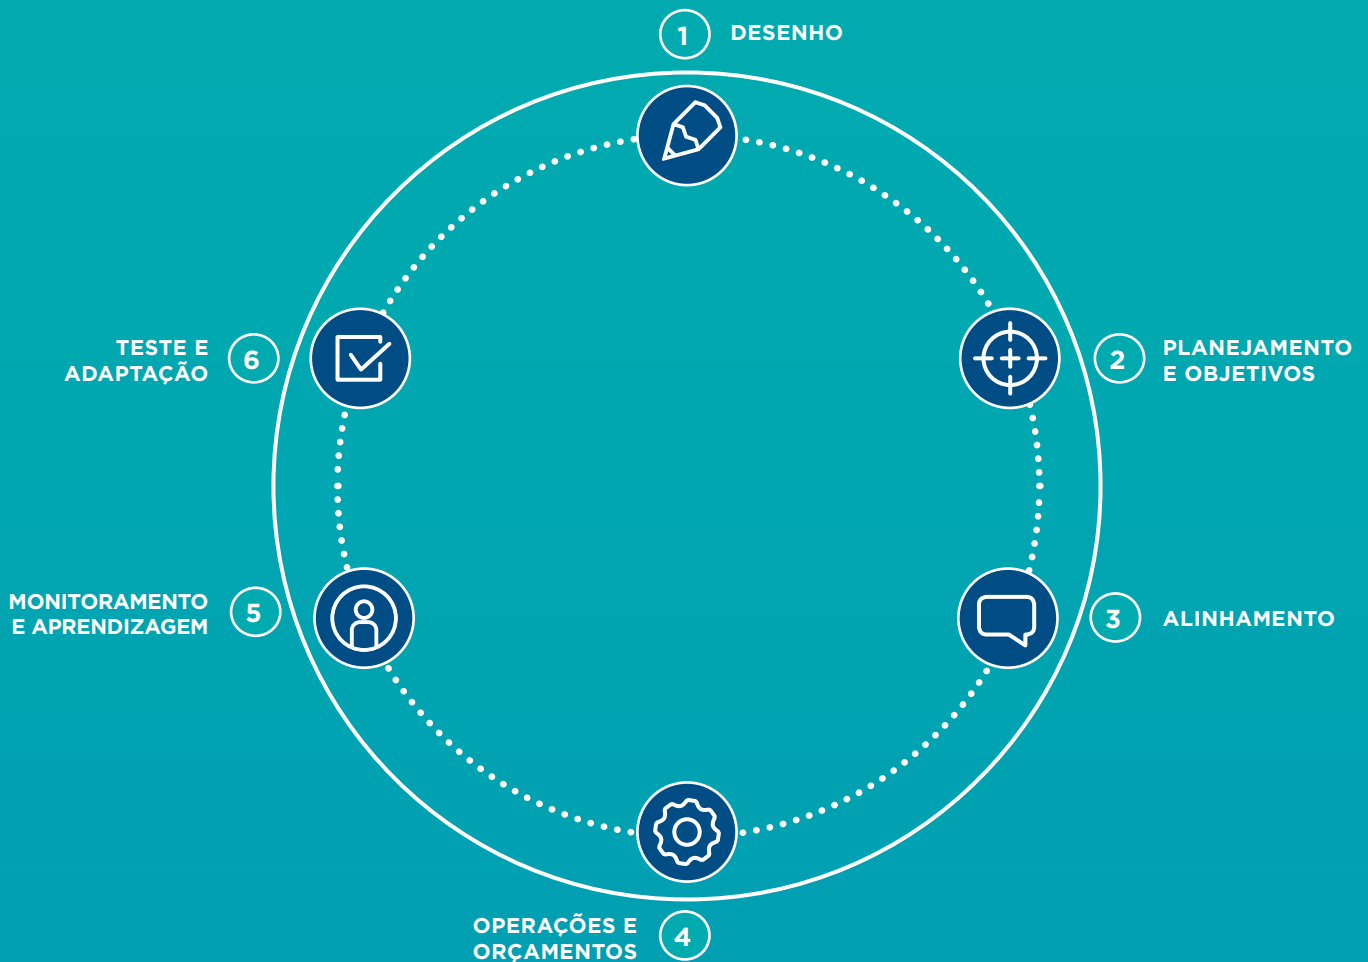 1 DESENHO
2 PLANEJAMENTO
E OBJETIVOS
3 ALINHAMENTO
4 OPERAÇÕES E
ORÇAMENTOS
5 MONITORAMENTO
E APRENDIZAGEM
6 TESTE E
ADAPTAÇÃO